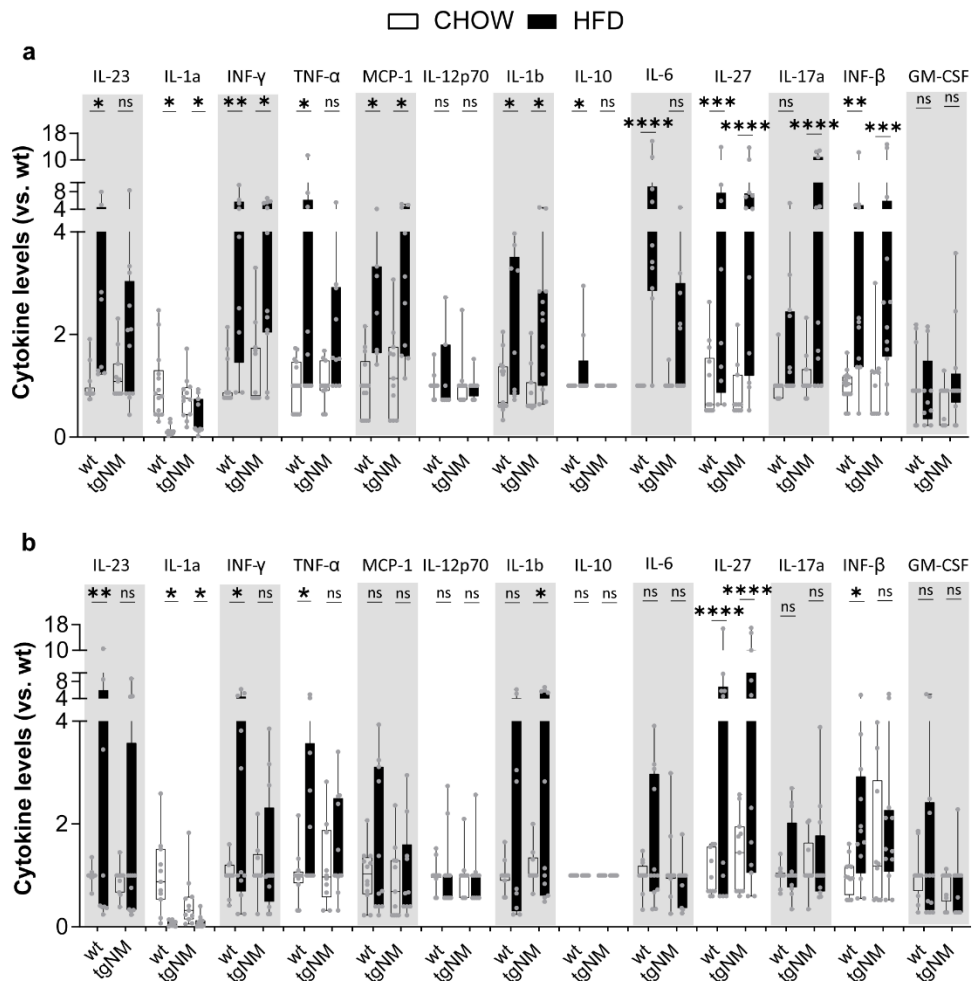 CHOW HFD
a
IL-23 IL-1a INF-γ TNF-α MCP-1 IL-12p70 IL-1b IL-10 IL-6 IL-27 IL-17a INF-β GM-CSF
* ns * * ** * * ns * * ns ns * * * ns **** ns *** **** ns **** ** *** ns ns
18
10
8
4
4
2
0
Cytokine levels (vs. wt)
wt tgNM wt tgNM wt tgNM wt tgNM wt tgNM wt tgNM wt tgNM wt tgNM wt tgNM wt tgNM wt tgNM wt tgNM wt tgNM
b
IL-23 IL-1a INF-γ TNF-α MCP-1 IL-12p70 IL-1b IL-10 IL-6 IL-27 IL-17a INF-β GM-CSF
** ns * * * ns * ns ns ns ns ns ns * ns ns ns ns **** **** ns ns * ns ns ns
18
10
8
4
4
2
0
Cytokine levels (vs. wt)
wt tgNM wt tgNM wt tgNM wt tgNM wt tgNM wt tgNM wt tgNM wt tgNM wt tgNM wt tgNM wt tgNM wt tgNM wt tgNM